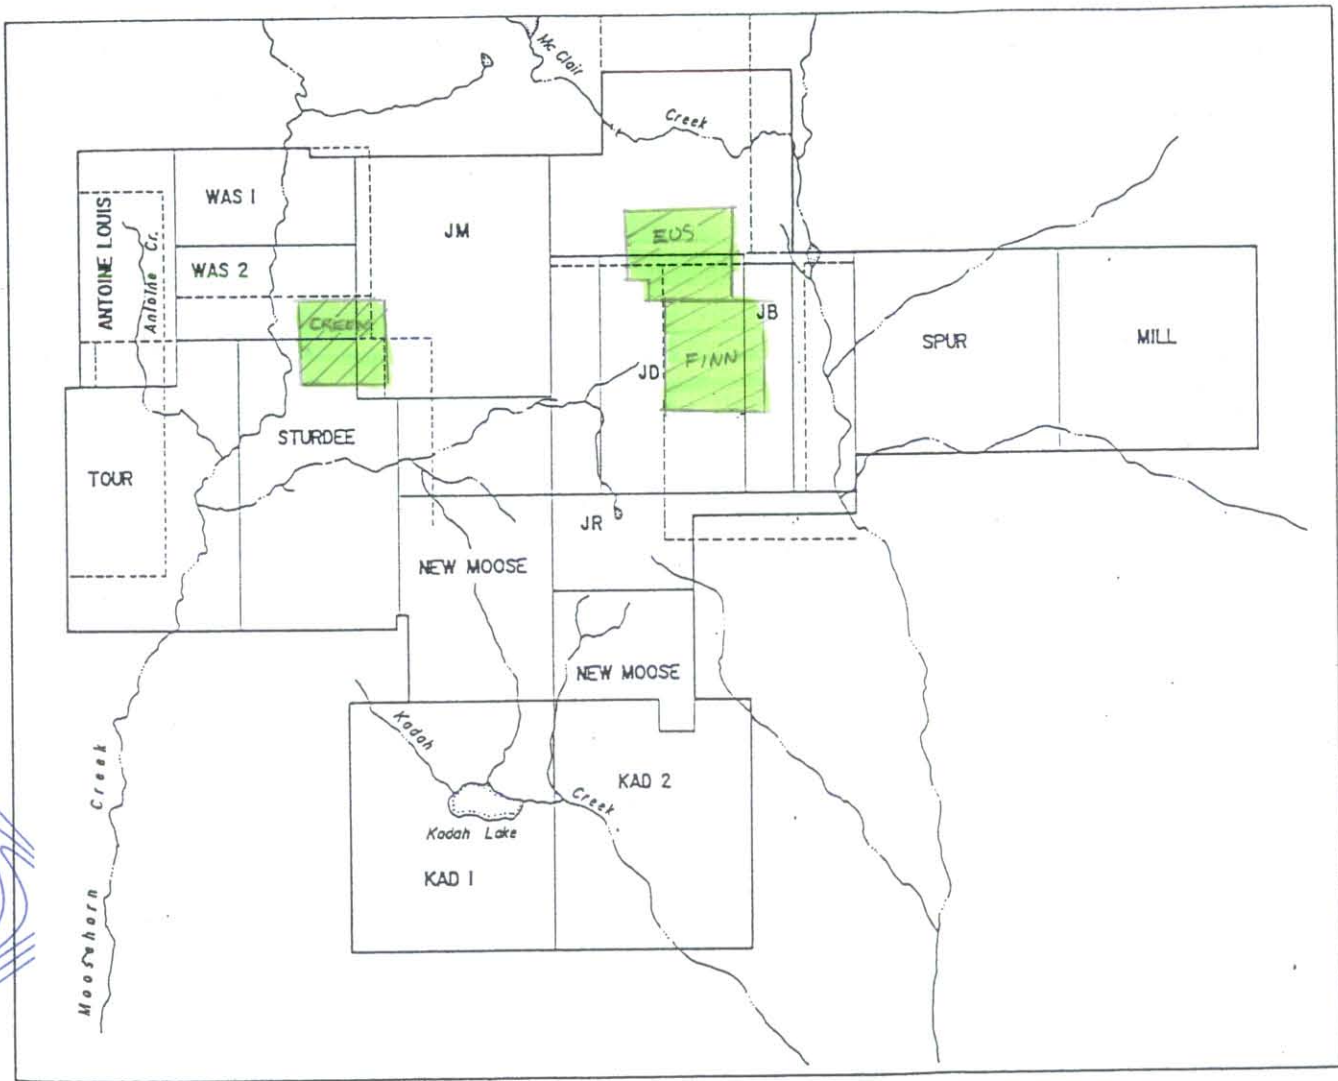 Mc Clair
Creek
ANTOINE LOUIS
Antoine Cr.
WAS 1
JM
EOS
WAS 2
CREEK
JB
SPUR
MILL
JD
FINN
STURDEE
TOUR
JR
NEW MOOSE
NEW MOOSE
Kadah
Creek
KAD 2
Kadah Lake
KAD 1
Moosehorn Creek